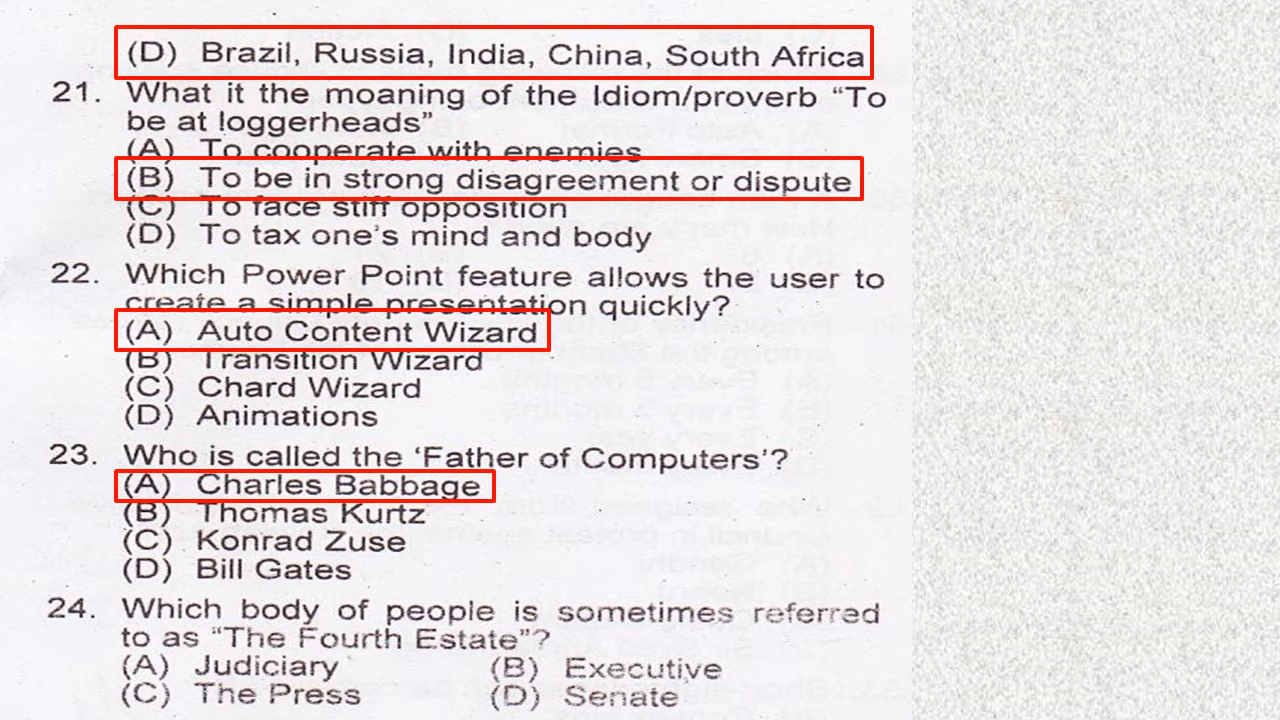 (D) Brazil, Russia, India, China, South Africa
21. What it the moaning of the Idiom/proverb “To
be at loggerheads”
(A) To cooperate with enemies
(B) To be in strong disagreement or dispute
(C) To face stiff opposition
(D) To tax one’s mind and body
22. Which Power Point feature allows the user to
create a simple presentation quickly?
(A) Auto Content Wizard
(B) Transition Wizard
(C) Chard Wizard
(D) Animations
23. Who is called the ‘Father of Computers’?
(A) Charles Babbage
(B) Thomas Kurtz
(C) Konrad Zuse
(D) Bill Gates
24. Which body of people is sometimes referred
to as “The Fourth Estate”?
(A) Judiciary (B) Executive
(C) The Press (D) Senate